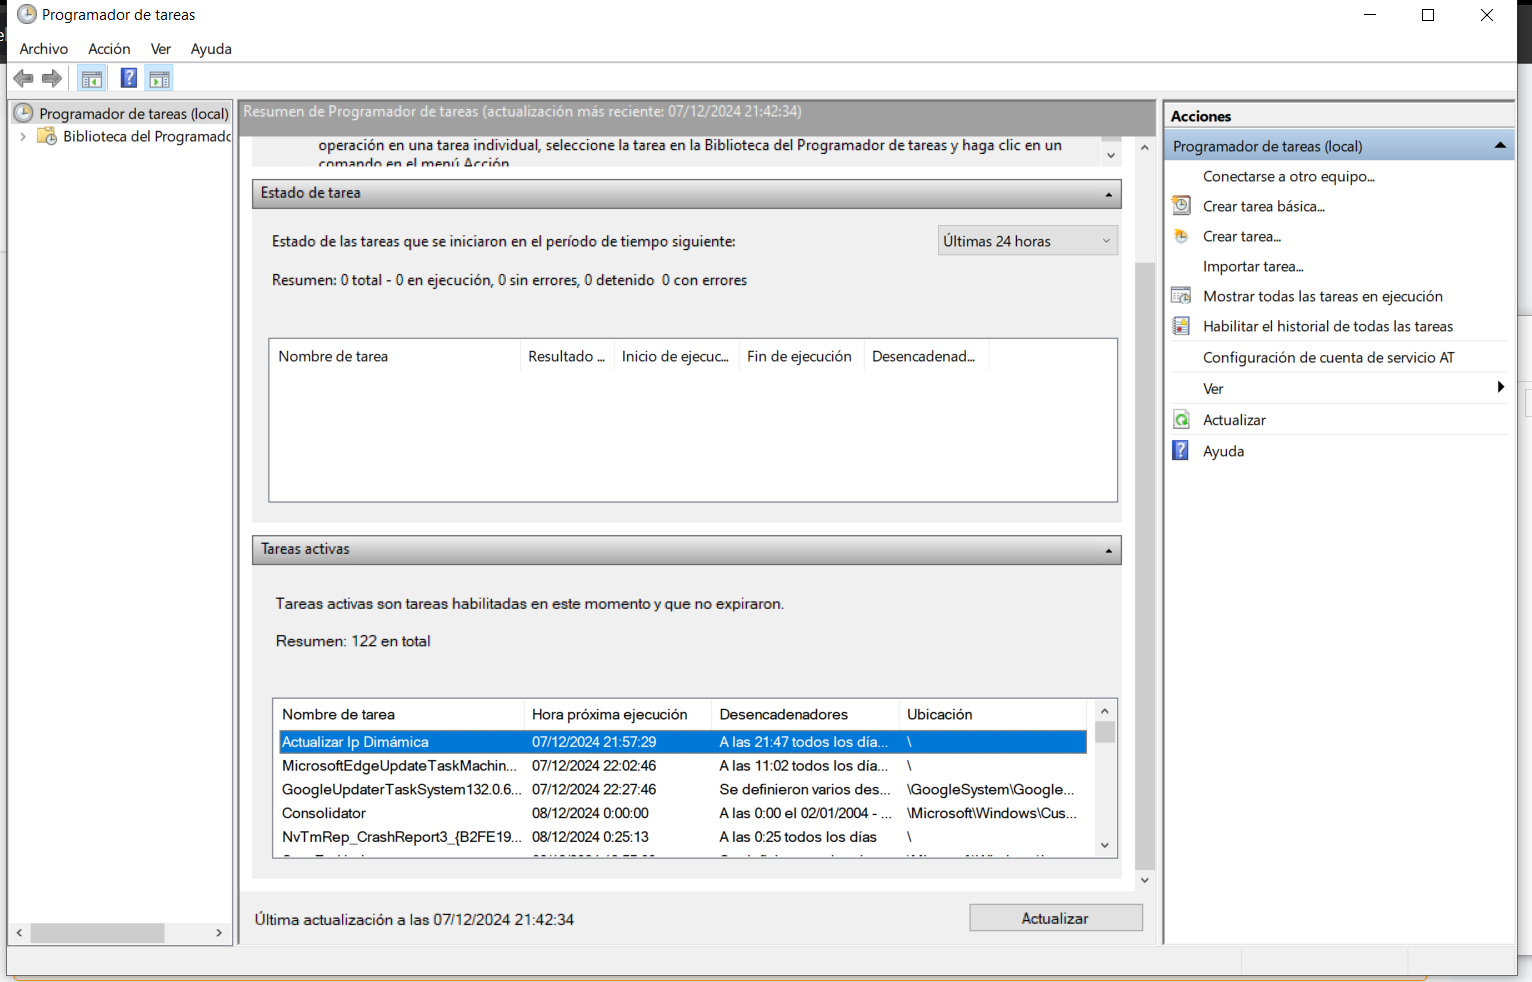 Programador de tareas
Archivo Acción Ver Ayuda
Programador de tareas (local)
Biblioteca del Programado
Resumen de Programador de tareas (actualización más reciente: 07/12/2024 21:42:34)
operación en una tarea individual, seleccione la tarea en la Biblioteca del Programador de tareas y haga clic en un
comando en el menú Acción
Estado de tarea
Estado de las tareas que se iniciaron en el período de tiempo siguiente:
Últimas 24 horas
Resumen: 0 total - 0 en ejecución, 0 sin errores, 0 detenido 0 con errores
Nombre de tarea Resultado ... Inicio de ejecuc... Fin de ejecución Desencadenad...
Tareas activas
Tareas activas son tareas habilitadas en este momento y que no expiraron.
Resumen: 122 en total
Nombre de tarea Hora próxima ejecución Desencadenadores Ubicación
Actualizar Ip Dimámica 07/12/2024 21:57:29 A las 21:47 todos los día... \
MicrosoftEdgeUpdateTaskMachin... 07/12/2024 22:02:46 A las 11:02 todos los día... \
GoogleUpdaterTaskSystem132.0.6... 07/12/2024 22:27:46 Se definieron varios des... \GoogleSystem\Google...
Consolidator 08/12/2024 0:00:00 A las 0:00 el 02/01/2004 - ... \Microsoft\Windows\Cus...
NvTmRep_CrashReport3_{B2FE19... 08/12/2024 0:25:13 A las 0:25 todos los días \
Última actualización a las 07/12/2024 21:42:34
Actualizar
Acciones
Programador de tareas (local)
Conectarse a otro equipo...
Crear tarea básica...
Crear tarea...
Importar tarea...
Mostrar todas las tareas en ejecución
Habilitar el historial de todas las tareas
Configuración de cuenta de servicio AT
Ver
Actualizar
Ayuda